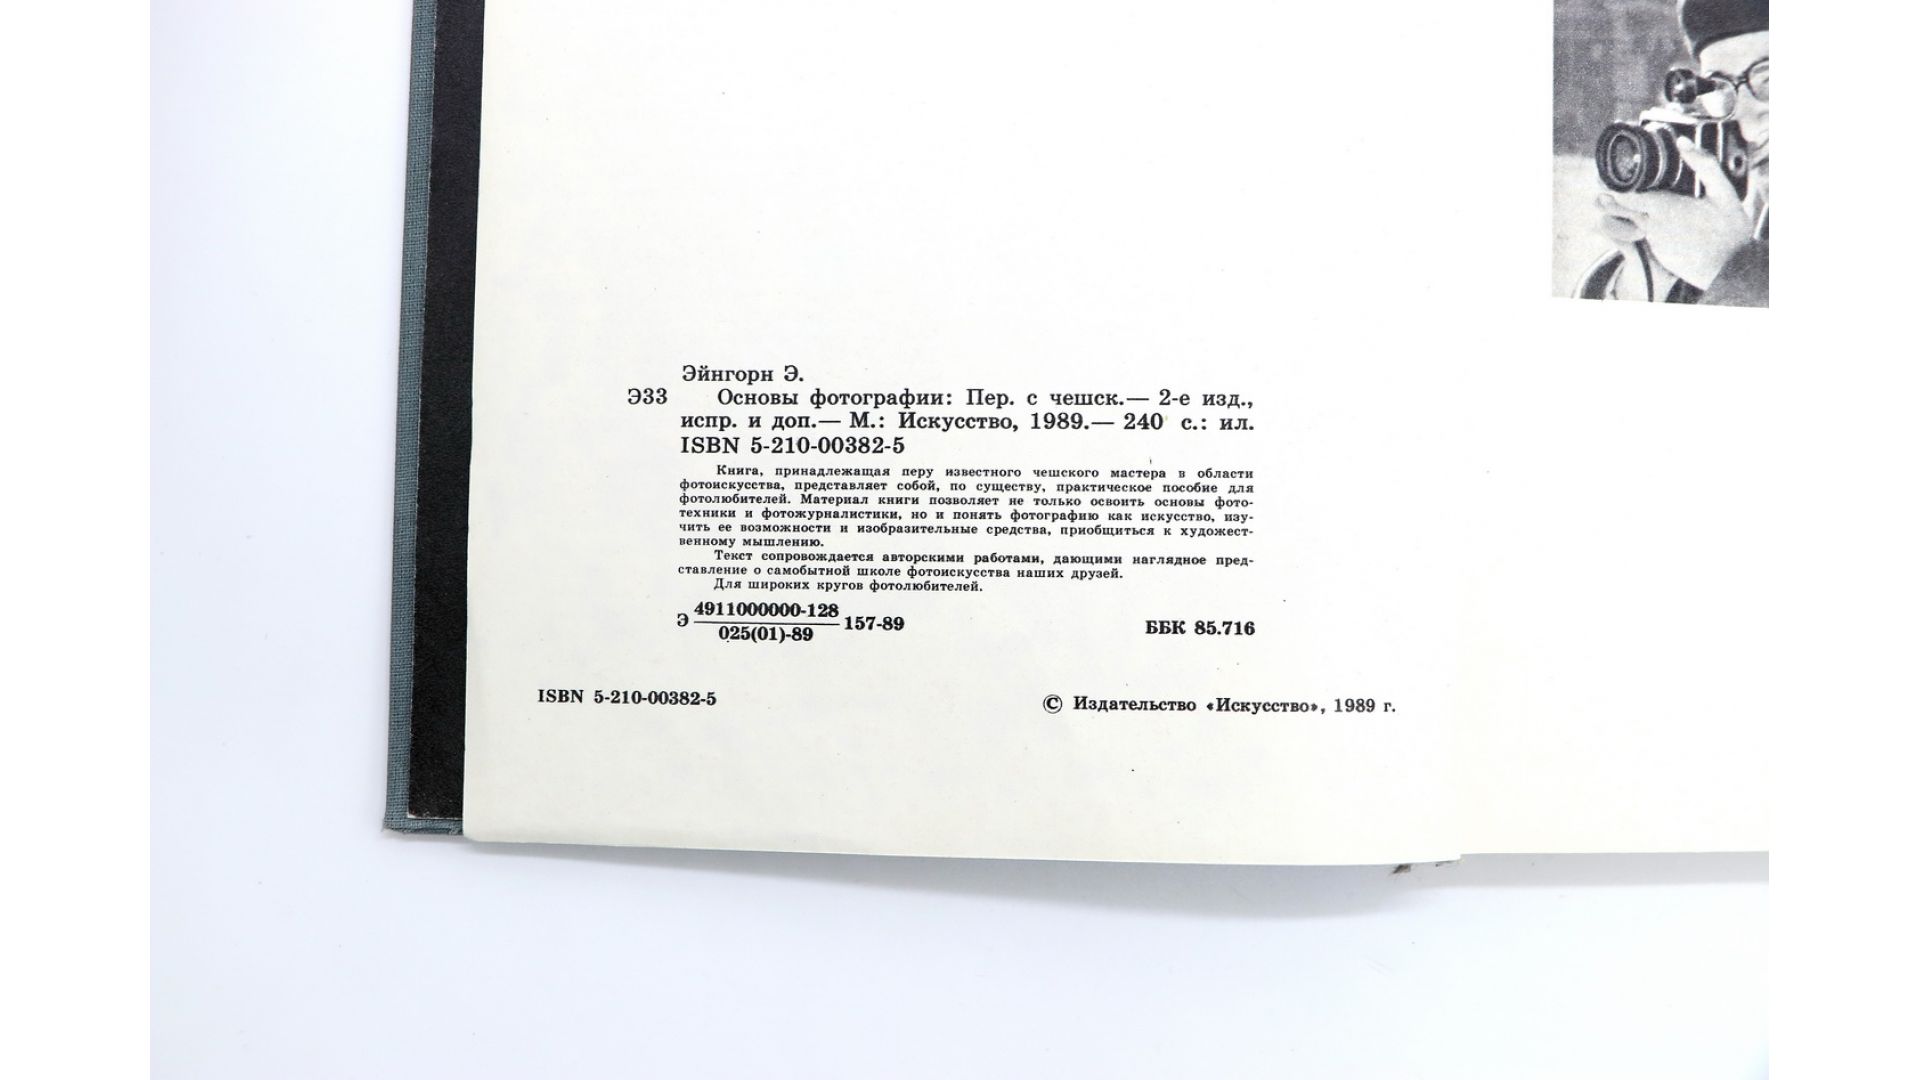 Эйнгорн Э.
Э33 Основы фотографии: Пер. с чешск.— 2-е изд.,
испр. и доп.— М.: Искусство, 1989.— 240 с.: ил.
ISBN 5-210-00382-5
Книга, принадлежащая перу известного чешского мастера в области
фотоискусства, представляет собой, по существу, практическое пособие для
фотолюбителей. Материал книги позволяет не только освоить основы фото-
техники и фотожурналистики, но и понять фотографию как искусство, изу-
чить ее возможности и изобразительные средства, приобщиться к художест-
венному мышлению.
Текст сопровождается авторскими работами, дающими наглядное пред-
ставление о самобытной школе фотоискусства наших друзей.
Для широких кругов фотолюбителей.
Э 4911000000-128
025(01)-89 157-89
ББК 85.716
ISBN 5-210-00382-5
© Издательство «Искусство», 1989 г.